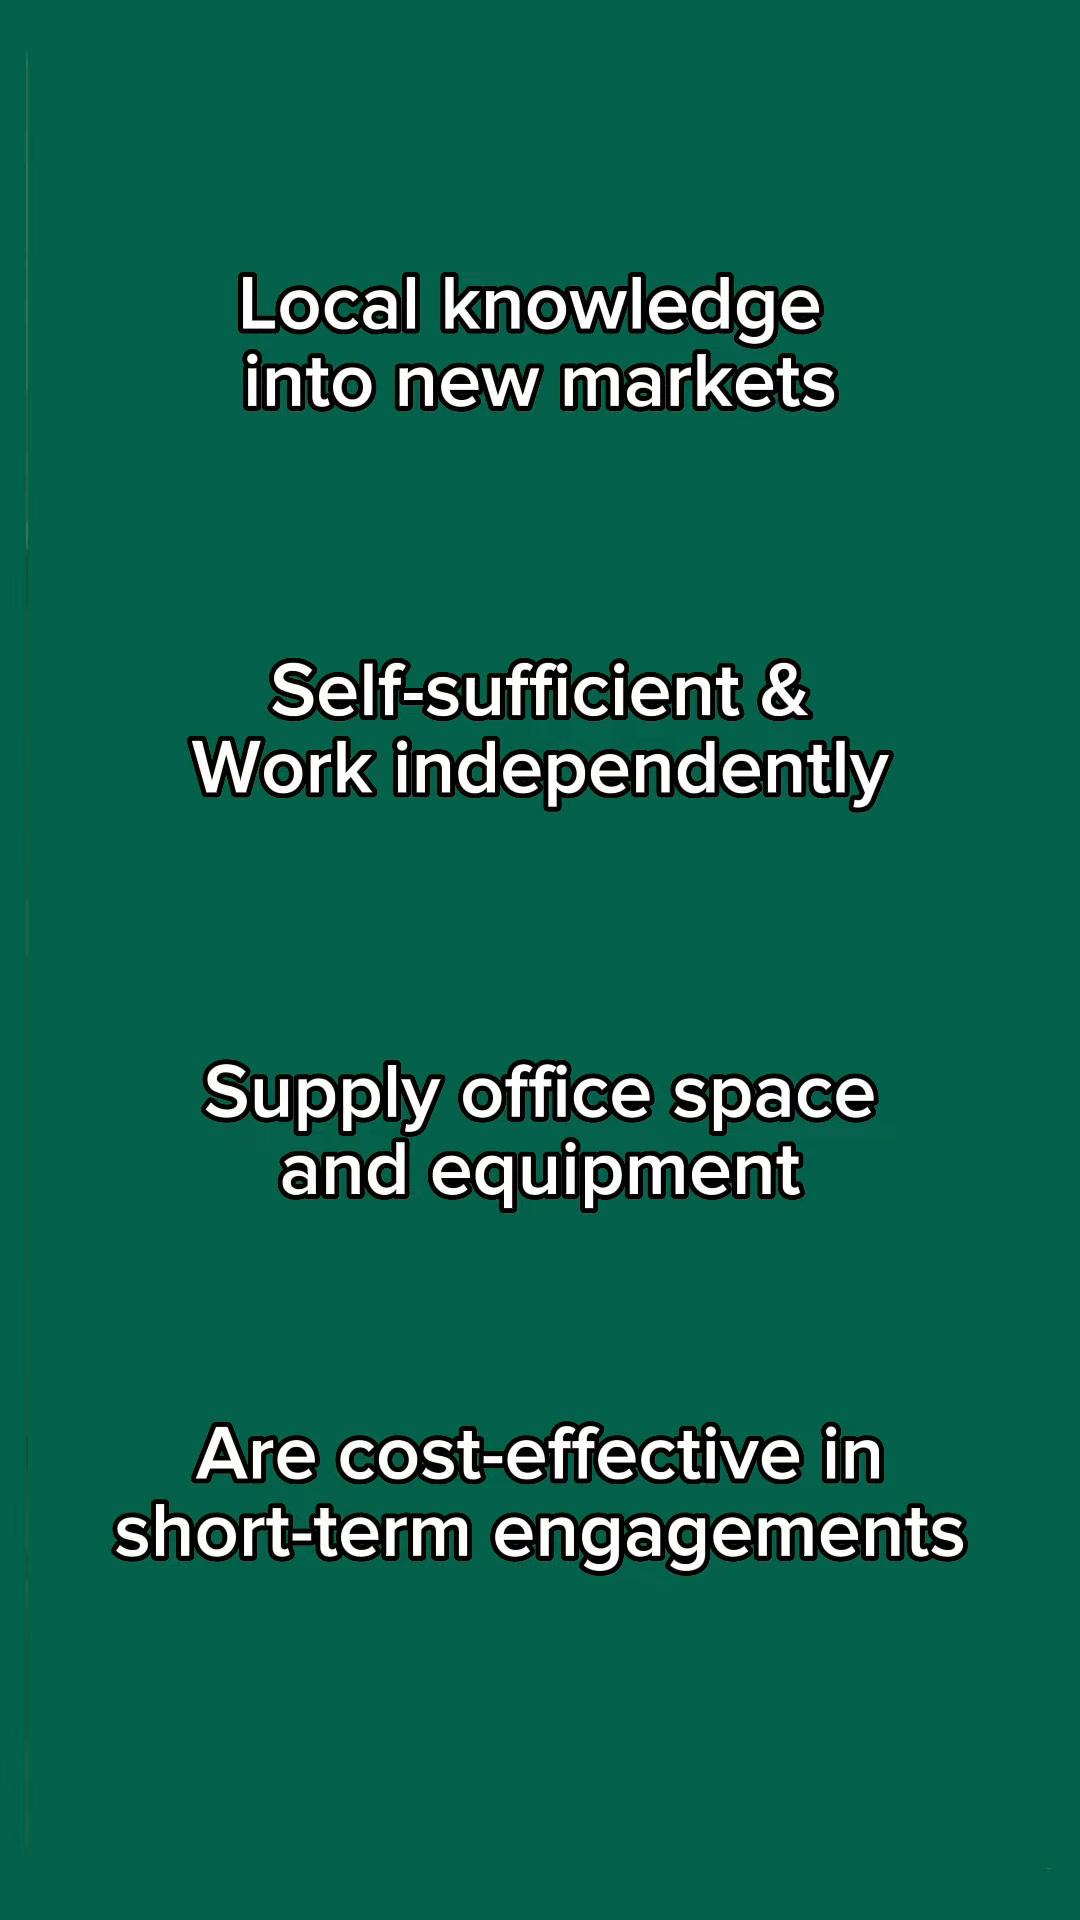 Local knowledge
into new markets
Self-sufficient &
Work independently
Supply office space
and equipment
Are cost-effective in
short-term engagements